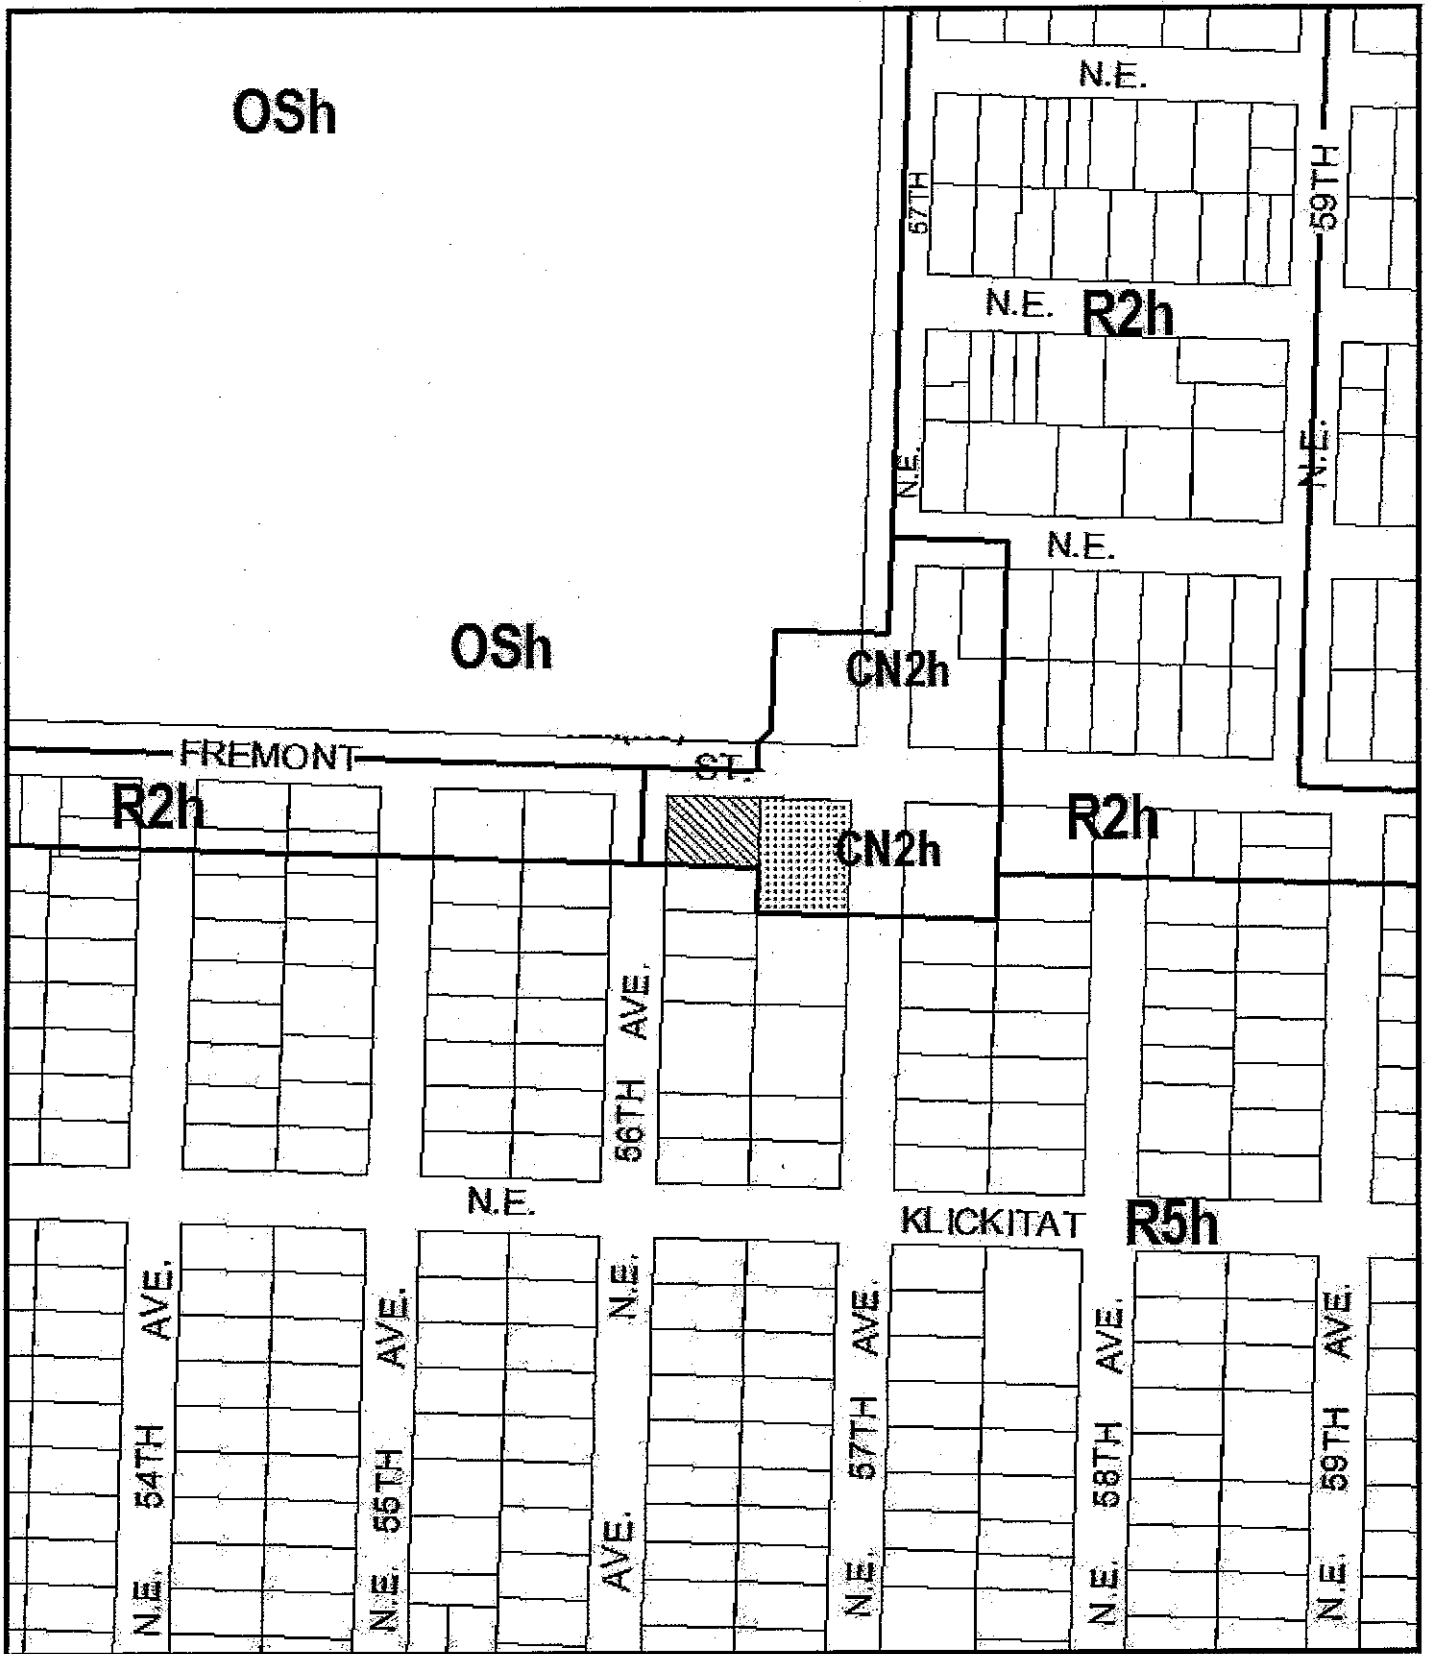 N.E.
OSh
59TH
57TH
N.E.
R2h
N.E.
N.E.
N.E.
OSh
CN2h
FREMONT
ST.
R2h
R2h
CN2h
56TH AVE.
N.E.
KLICKITAT
R5h
N.E. 54TH AVE.
N.E. 55TH AVE.
N.E.
AVE.
N.E. 57TH AVE.
N.E. 58TH AVE.
N.E. 59TH AVE.